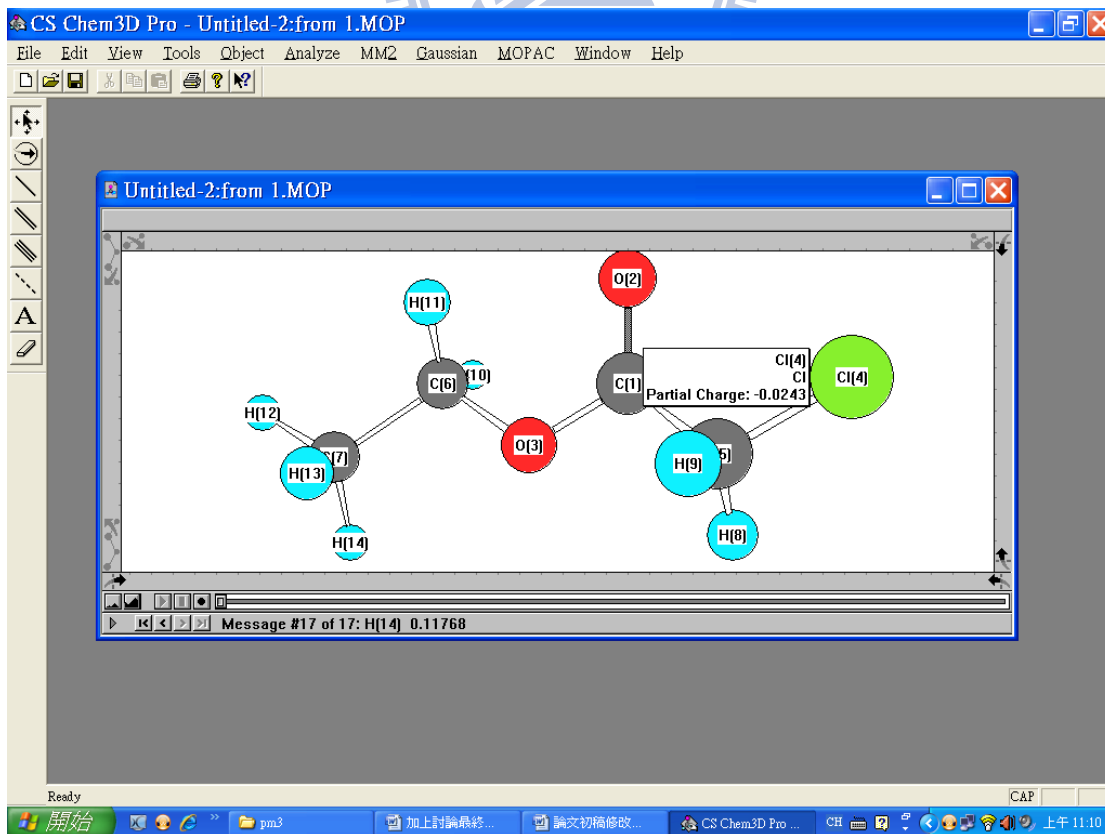 CS Chem3D Pro - Untitled-2:from 1.MOP
File Edit View Tools Object Analyze MM2 Gaussian MOPAC Window Help
A
Untitled-2:from 1.MOP
O(2)
H(11)
Cl(4)
Cl
Partial Charge: -0.0243
C(6)
(10)
C(1)
Cl(4)
H(12)
O(3)
(7)
H(13)
H(9)
5)
H(14)
H(8)
Message #17 of 17: H(14) 0.11768
Ready
CAP
開始
pm3
加上討論最終...
論文初稿修改...
CS Chem3D Pro ...
CH
上午 11:10